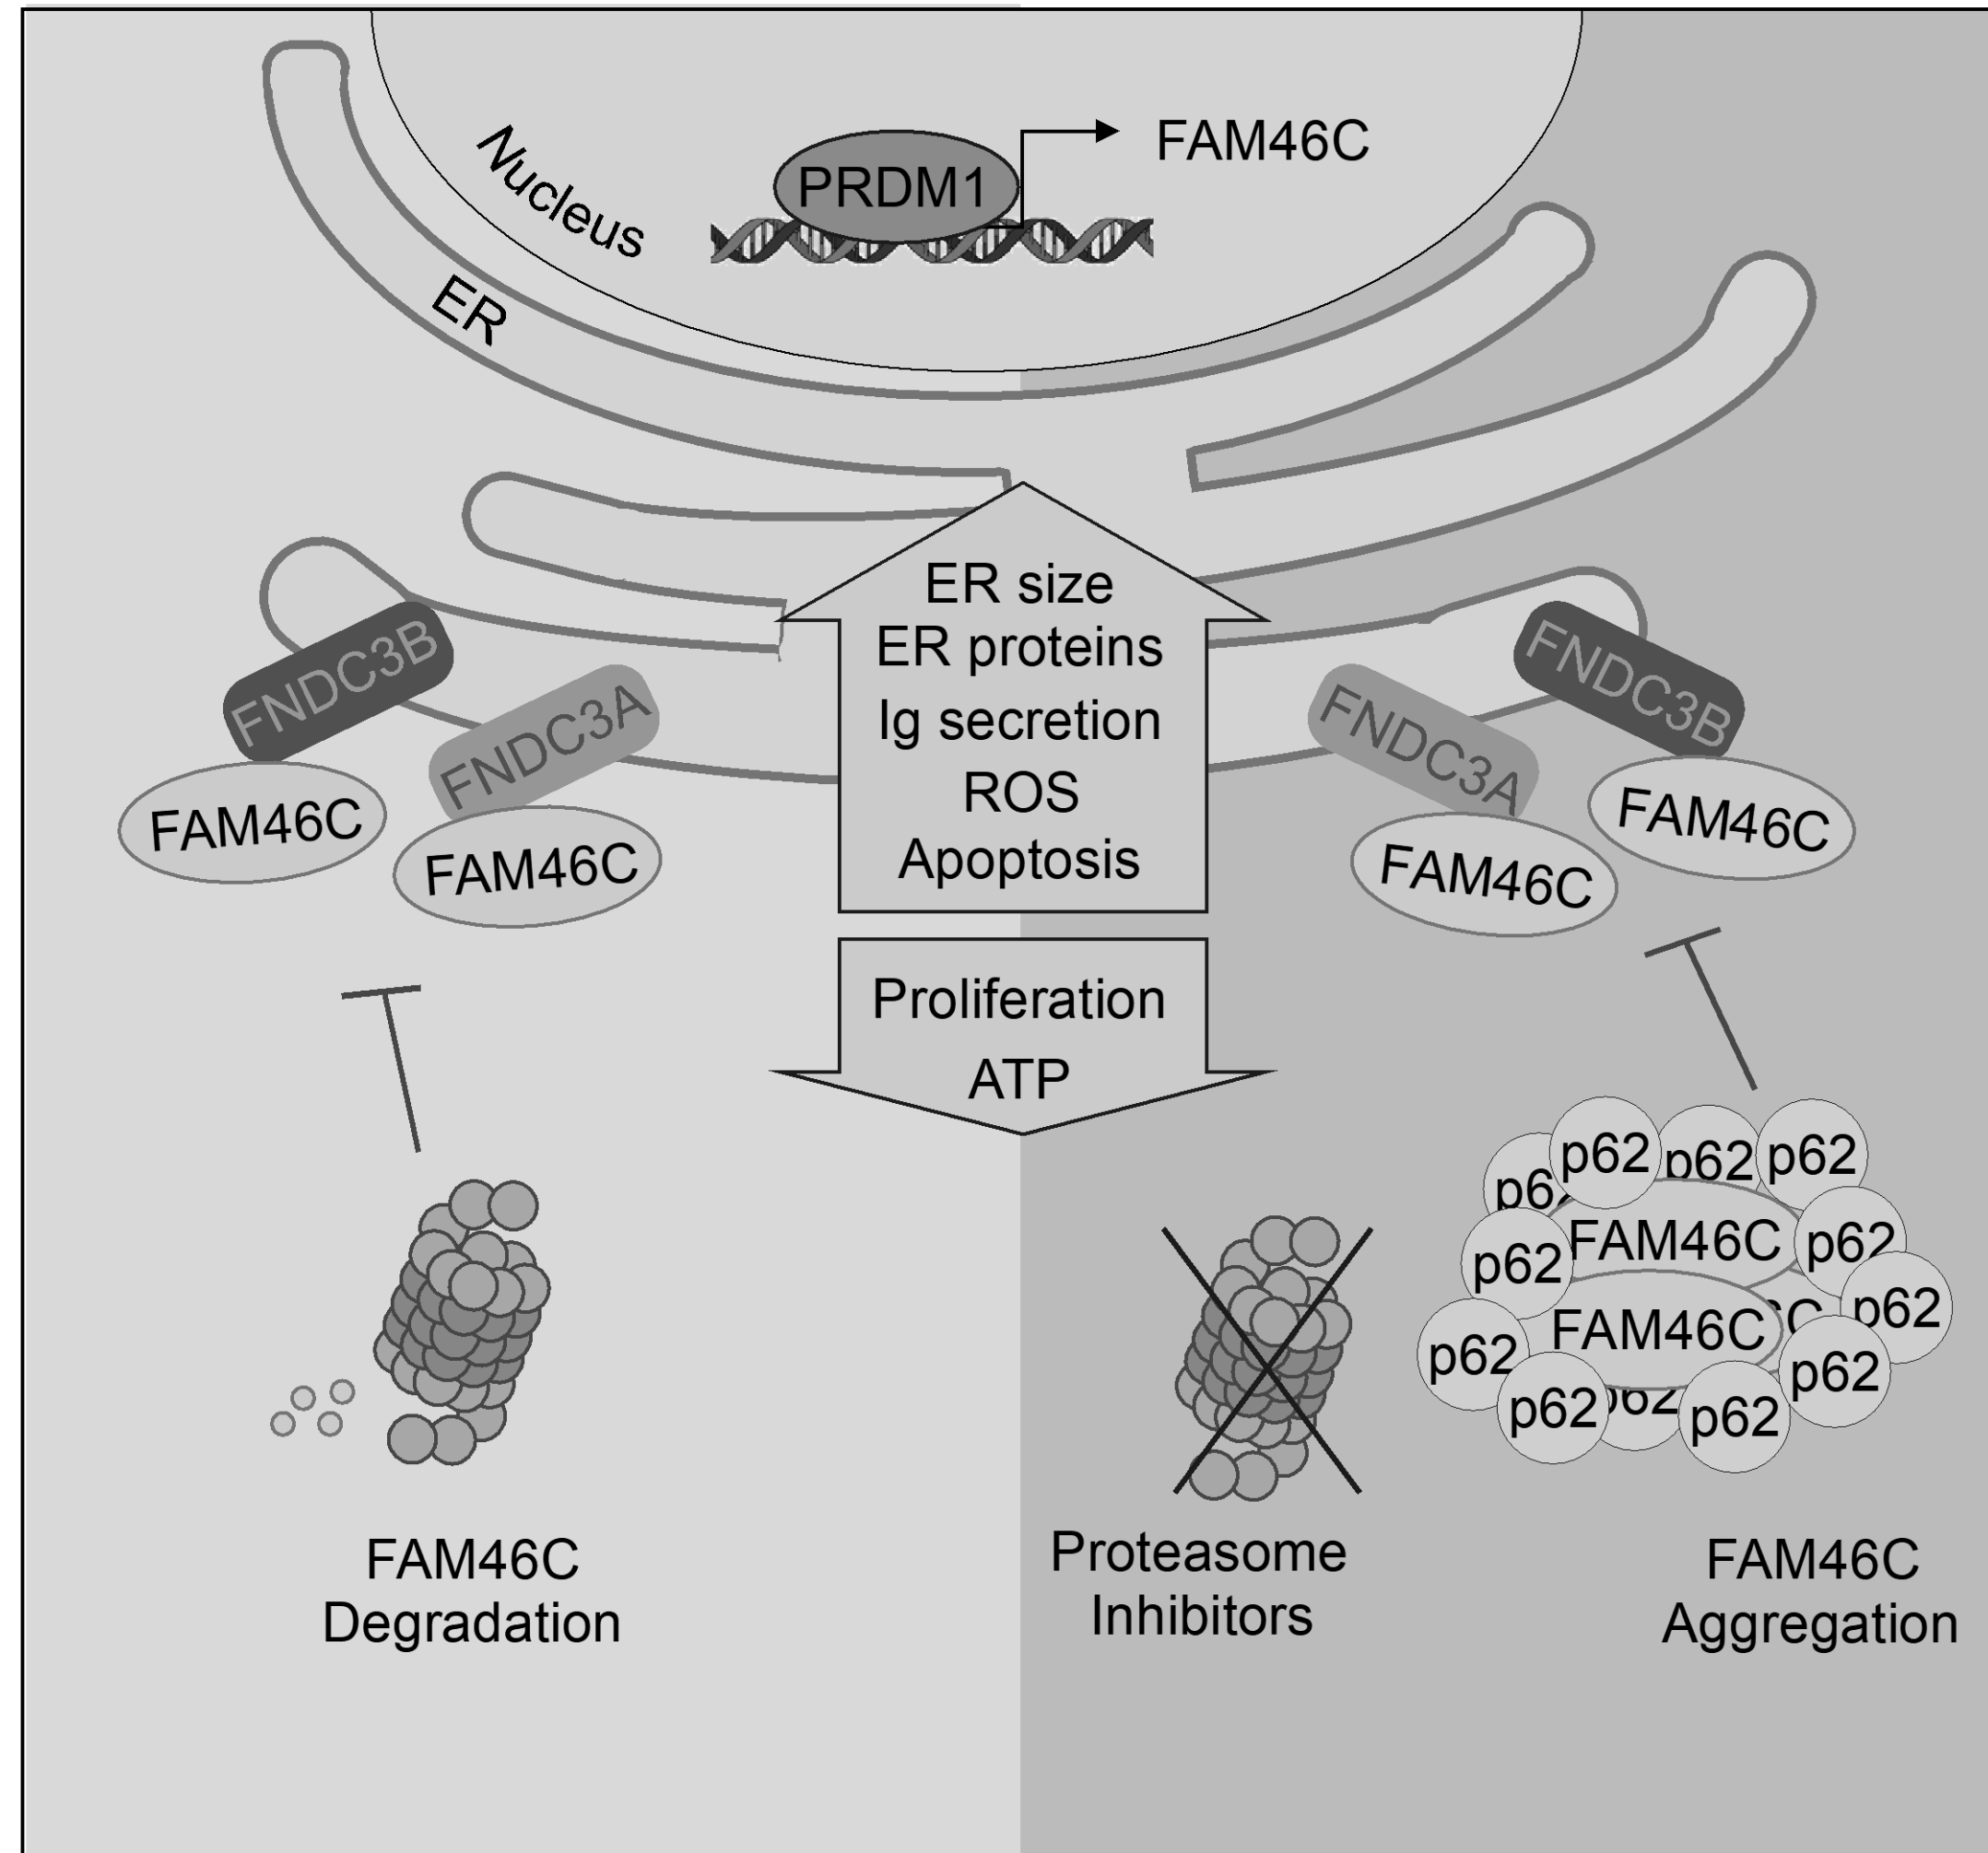 Nucleus
PRDM1
FAM46C
ER
ER size
ER proteins
Ig secretion
ROS
Apoptosis
Proliferation
ATP
FNDC3B
FNDC3A
FAM46C
FAM46C
FNDC3A
FNDC3B
FAM46C
FAM46C
p62
p62
p62
p62
FAM46C
p62
p62
FAM46C
p62
p62
p62
p62
p62
p62
FAM46C
Degradation
Proteasome
Inhibitors
FAM46C
Aggregation